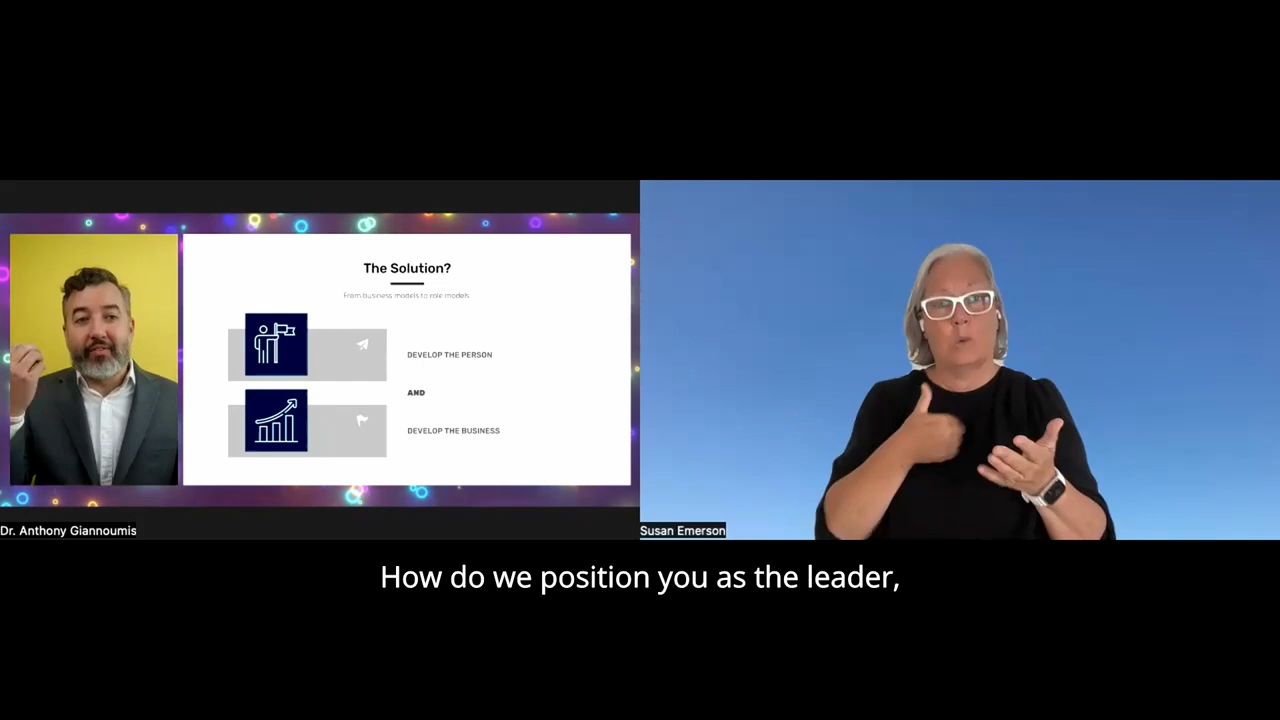 The Solution?
From business models to role models
DEVELOP THE PERSON
AND
DEVELOP THE BUSINESS
Dr. Anthony Giannoumis
Susan Emerson
How do we position you as the leader,